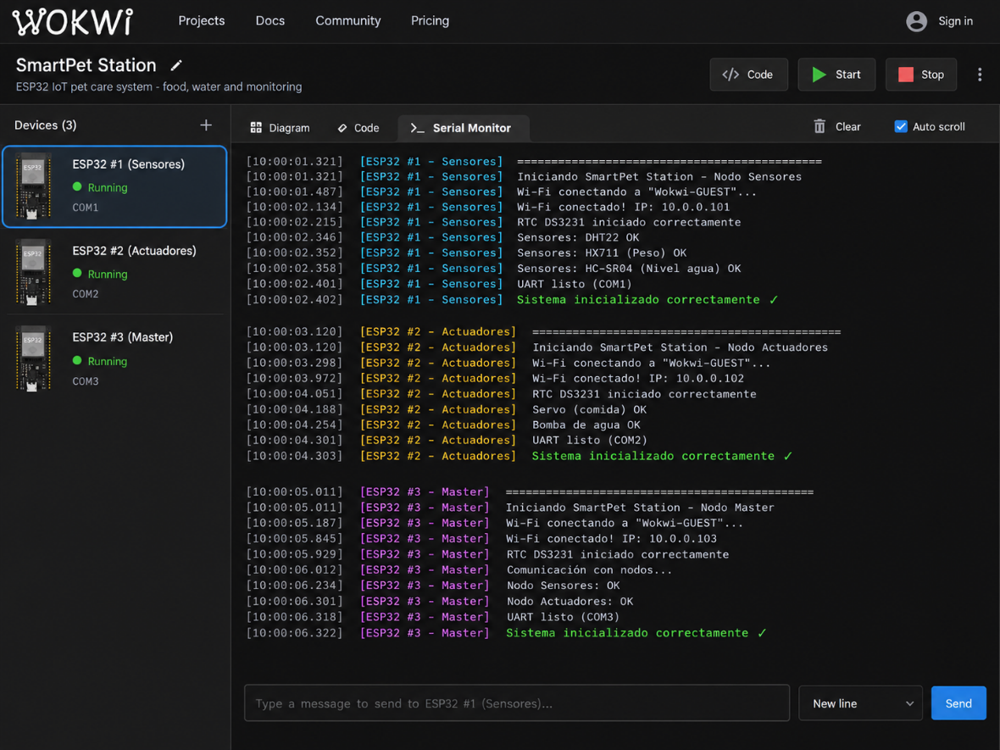 WOKWi Projects Docs Community Pricing Sign in
SmartPet Station
ESP32 IoT pet care system - food, water and monitoring
</> Code Start Stop
Devices (3) +
ESP32
ESP32 #1 (Sensores)
Running
COM1
ESP32
ESP32 #2 (Actuadores)
Running
COM2
ESP32
ESP32 #3 (Master)
Running
COM3
Diagram Code >_ Serial Monitor Clear Auto scroll
[10:00:01.321] [ESP32 #1 - Sensores] =============================================
[10:00:01.321] [ESP32 #1 - Sensores] Iniciando SmartPet Station - Nodo Sensores
[10:00:01.487] [ESP32 #1 - Sensores] Wi-Fi conectando a "Wokwi-GUEST"...
[10:00:02.134] [ESP32 #1 - Sensores] Wi-Fi conectado! IP: 10.0.0.101
[10:00:02.215] [ESP32 #1 - Sensores] RTC DS3231 iniciado correctamente
[10:00:02.346] [ESP32 #1 - Sensores] Sensores: DHT22 OK
[10:00:02.352] [ESP32 #1 - Sensores] Sensores: HX711 (Peso) OK
[10:00:02.358] [ESP32 #1 - Sensores] Sensores: HC-SR04 (Nivel agua) OK
[10:00:02.401] [ESP32 #1 - Sensores] UART listo (COM1)
[10:00:02.402] [ESP32 #1 - Sensores] Sistema inicializado correctamente ✓
[10:00:03.120] [ESP32 #2 - Actuadores] ==============================================
[10:00:03.120] [ESP32 #2 - Actuadores] Iniciando SmartPet Station - Nodo Actuadores
[10:00:03.298] [ESP32 #2 - Actuadores] Wi-Fi conectando a "Wokwi-GUEST"...
[10:00:03.972] [ESP32 #2 - Actuadores] Wi-Fi conectado! IP: 10.0.0.102
[10:00:04.051] [ESP32 #2 - Actuadores] RTC DS3231 iniciado correctamente
[10:00:04.188] [ESP32 #2 - Actuadores] Servo (comida) OK
[10:00:04.254] [ESP32 #2 - Actuadores] Bomba de agua OK
[10:00:04.301] [ESP32 #2 - Actuadores] UART listo (COM2)
[10:00:04.303] [ESP32 #2 - Actuadores] Sistema inicializado correctamente ✓
[10:00:05.011] [ESP32 #3 - Master] ==============================================
[10:00:05.011] [ESP32 #3 - Master] Iniciando SmartPet Station - Nodo Master
[10:00:05.187] [ESP32 #3 - Master] Wi-Fi conectando a "Wokwi-GUEST"...
[10:00:05.845] [ESP32 #3 - Master] Wi-Fi conectado! IP: 10.0.0.103
[10:00:05.929] [ESP32 #3 - Master] RTC DS3231 iniciado correctamente
[10:00:06.012] [ESP32 #3 - Master] Comunicación con nodos...
[10:00:06.234] [ESP32 #3 - Master] Nodo Sensores: OK
[10:00:06.301] [ESP32 #3 - Master] Nodo Actuadores: OK
[10:00:06.318] [ESP32 #3 - Master] UART listo (COM3)
[10:00:06.322] [ESP32 #3 - Master] Sistema inicializado correctamente ✓
Type a message to send to ESP32 #1 (Sensores)... New line Send